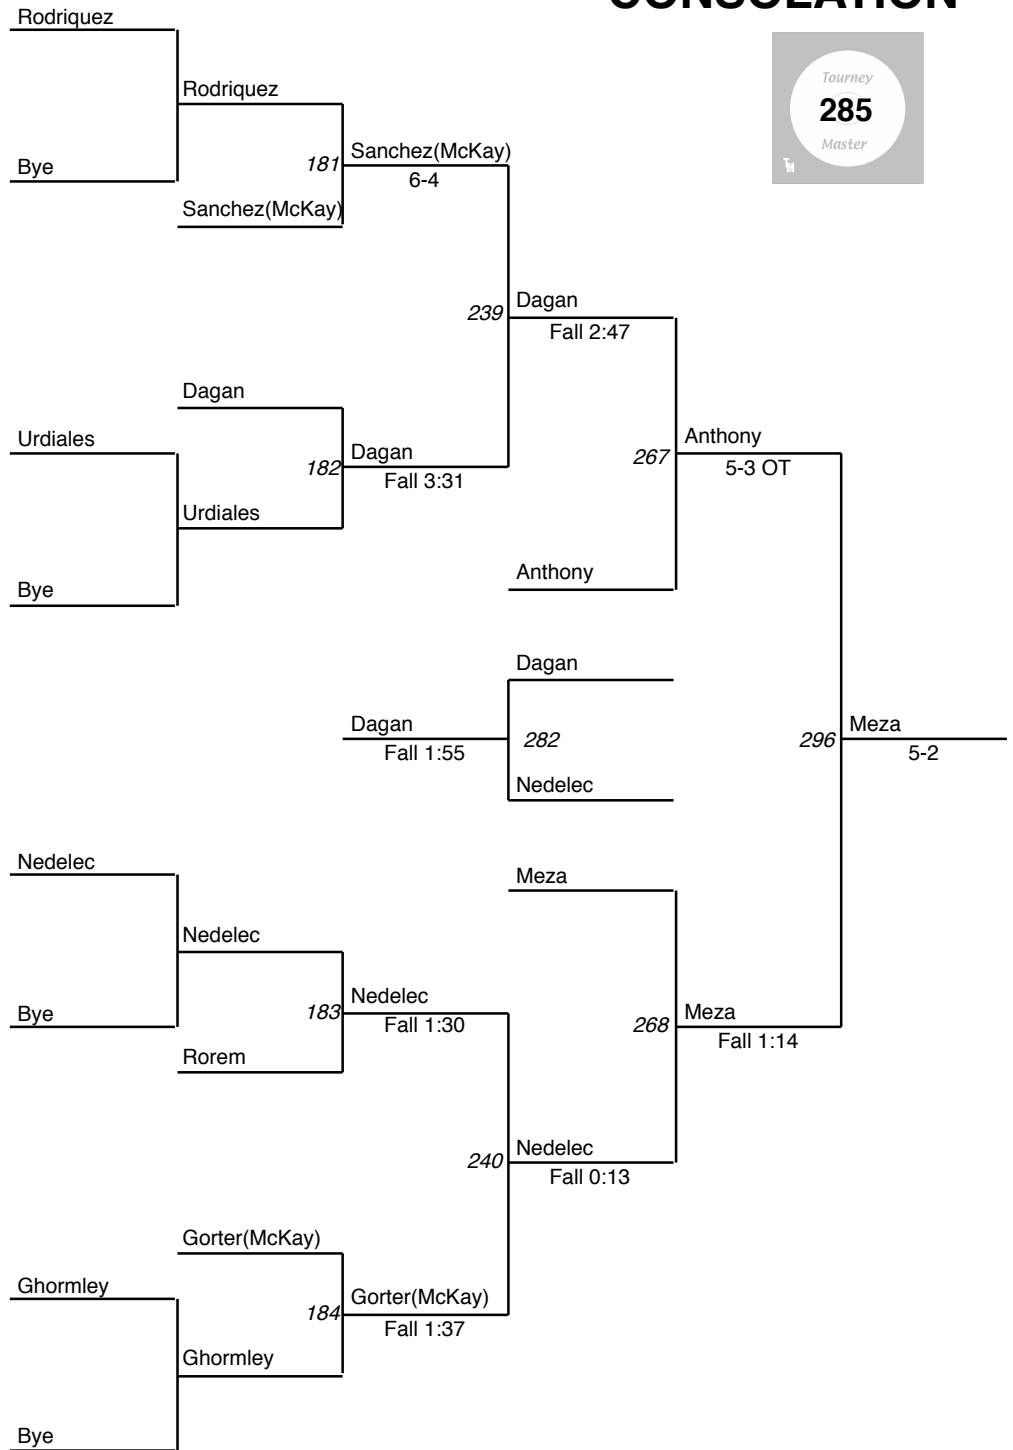 CONSOLATION
Rodriquez
Tourney
285
Master
TM
Rodriquez
181
Sanchez(McKay)
6-4
Bye
Sanchez(McKay)
239
Dagan
Fall 2:47
Dagan
Urdiales
182
Dagan
Fall 3:31
267
Anthony
5-3 OT
Urdiales
Bye
Anthony
Dagan
Dagan
Fall 1:55
282
296
Meza
5-2
Nedelec
Nedelec
Meza
Nedelec
183
Nedelec
Fall 1:30
268
Meza
Fall 1:14
Bye
Rorem
240
Nedelec
Fall 0:13
Gorter(McKay)
Ghormley
184
Gorter(McKay)
Fall 1:37
Ghormley
Bye